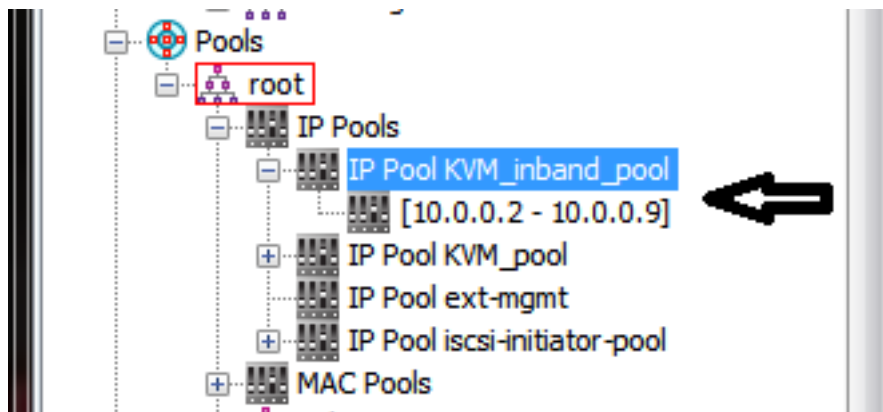 Pools
root
IP Pools
IP Pool KVM_inband_pool
[10.0.0.2 - 10.0.0.9]
IP Pool KVM_pool
IP Pool ext-mgmt
IP Pool iscsi-initiator-pool
MAC Pools